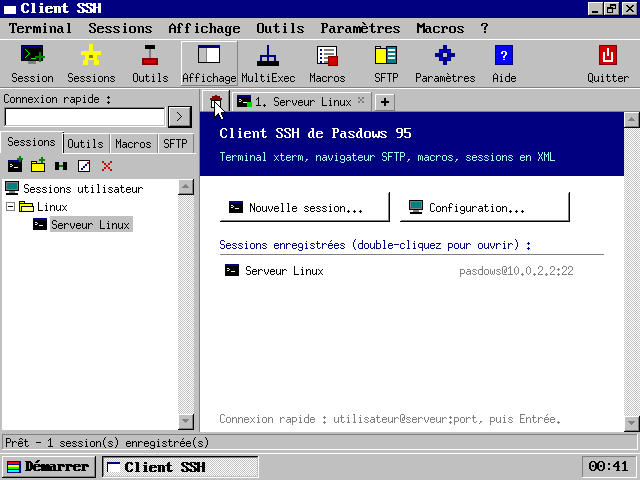 Client SSH
Terminal Sessions Affichage Outils Paramètres Macros ?
Session Sessions Outils Affichage MultiExec Macros SFTP Paramètres Aide Quitter
Connexion rapide :
1. Serveur Linux
Sessions Outils Macros SFTP
Client SSH de Pasdows 95
Terminal xterm, navigateur SFTP, macros, sessions en XML
Sessions utilisateur
Linux
Serveur Linux
Nouvelle session... Configuration...
Sessions enregistrées (double-cliquez pour ouvrir) :
Serveur Linux pasdows@10.0.2.2:22
Connexion rapide : utilisateur@serveur:port, puis Entrée.
Prêt - 1 session(s) enregistrée(s)
Démarrer Client SSH 00:41